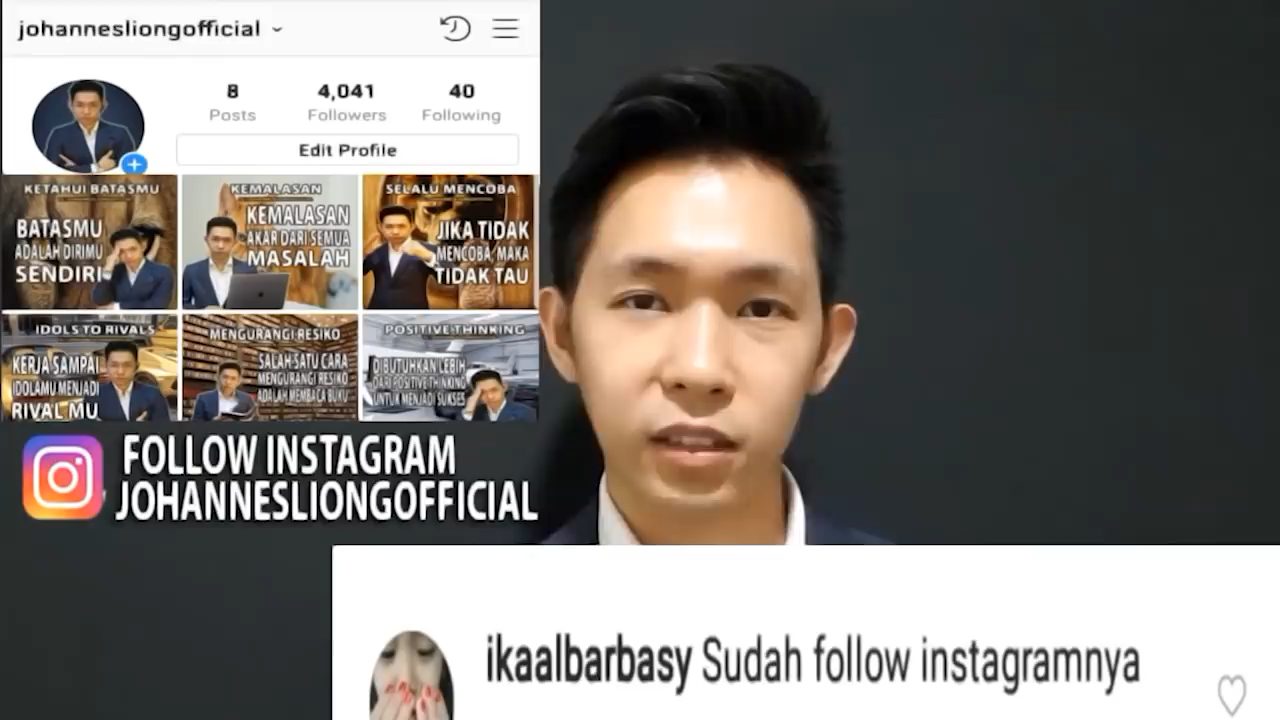 johannesliongofficial
8 4,041 40
Posts Followers Following
Edit Profile
KETAHUI BATASMU
BATASMU
ADALAH DIRIMU
SENDIRI
KEMALASAN
KEMALASAN
AKAR DARI SEMUA
MASALAH
SELALU MENCOBA
JIKA TIDAK
MENCOBA, MAKA
TIDAK TAU
IDOLS TO RIVALS
KERJA SAMPAI
IDOLAMU MENJADI
RIVAL MU
MENGURANGI RESIKO
SALAH SATU CARA
MENGURANGI RESIKO
ADALAH MEMBACA BUKU
POSITIVE THINKING
DIBUTUHKAN LEBIH
DARI POSITIVE THINKING
UNTUK MENJADI SUKSES
FOLLOW INSTAGRAM
JOHANNESLIONGOFFICIAL
ikaalbarbasy Sudah follow instagramnya